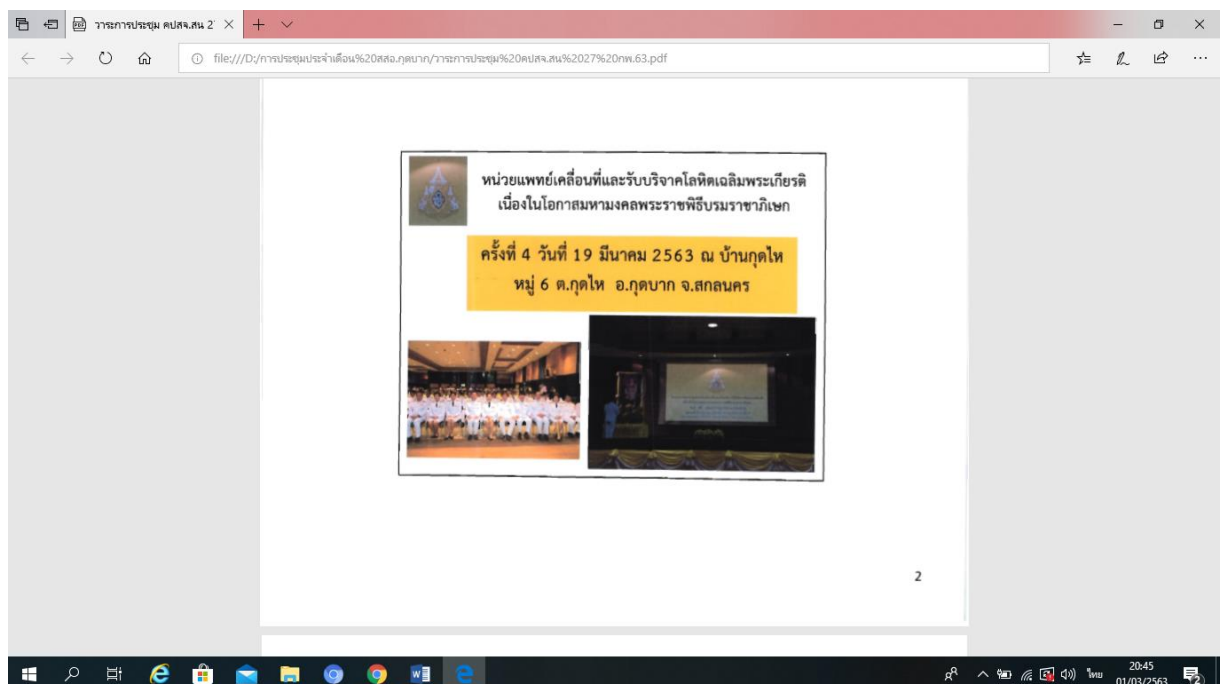 วาระการประชุม คปสจ.สน 2
file:///D:/การประชุมประจำเดือน%20สสอ.กุดบาก/วาระการประชุม%20คปสจ.สน%2027%20กพ.63.pdf
หน่วยแพทย์เคลื่อนที่และรับบริจาคโลหิตเฉลิมพระเกียรติ
เนื่องในโอกาสมหามงคลพระราชพิธีบรมราชาภิเษก
ครั้งที่ 4 วันที่ 19 มีนาคม 2563 ณ บ้านกุดไห
หมู่ 6 ต.กุดไห อ.กุดบาก จ.สกลนคร
2
ไทย
20:45
01/03/2563